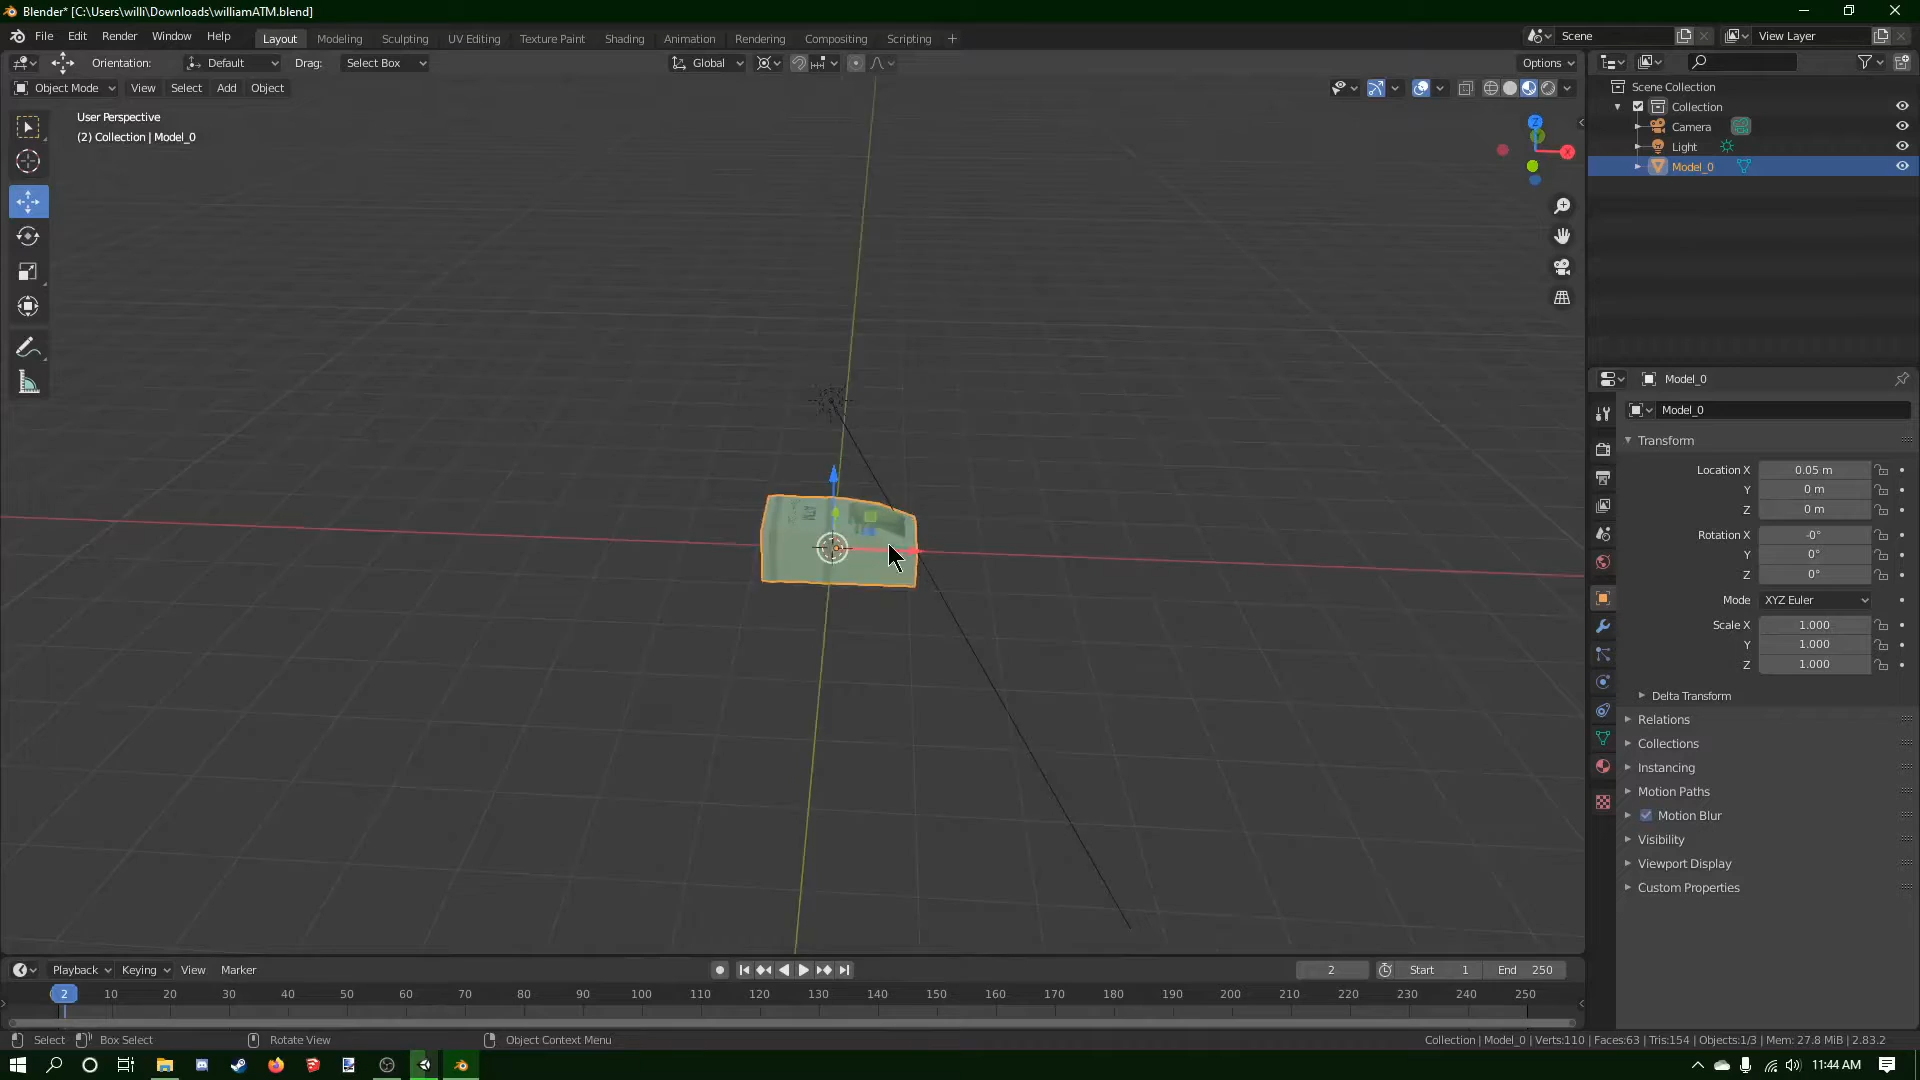 Blender* [C:\Users\willi\Downloads\williamATM.blend]
File Edit Render Window Help Layout Modeling Sculpting UV Editing Texture Paint Shading Animation Rendering Compositing Scripting Scene View Layer
Orientation: Default Drag: Select Box Global Options
Object Mode View Select Add Object
User Perspective
(2) Collection | Model_0
Z
X
ATM
Scene Collection
Collection
Camera
Light
Model_0
Model_0
Model_0
Transform
Location X 0.05 m
Y 0 m
Z 0 m
Rotation X -0°
Y 0°
Z 0°
Mode XYZ Euler
Scale X 1.000
Y 1.000
Z 1.000
Delta Transform
Relations
Collections
Instancing
Motion Paths
Motion Blur
Visibility
Viewport Display
Custom Properties
Playback Keying View Marker 2 Start 1 End 250
2 10 20 30 40 50 60 70 80 90 100 110 120 130 140 150 160 170 180 190 200 210 220 230 240 250
Select Box Select Rotate View Object Context Menu Collection | Model_0 | Verts:110 | Faces:63 | Tris:154 | Objects:1/3 | Mem: 27.8 MiB | 2.83.2
11:44 AM